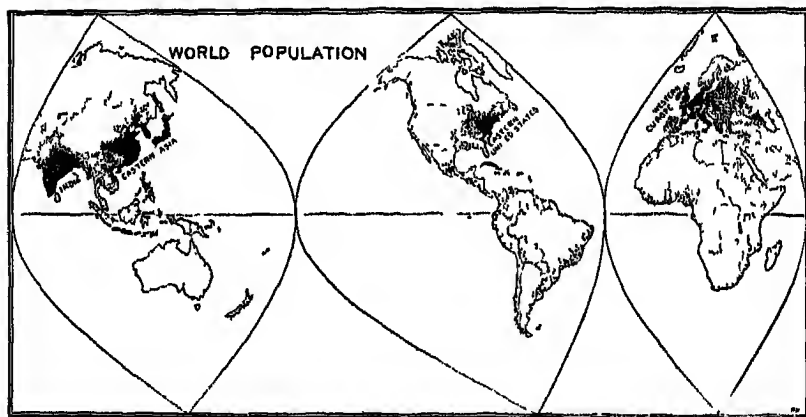 WORLD POPULATION
INDIA
EASTERN ASIA
EASTERN
UNITED STATES
WESTERN
EUROPE